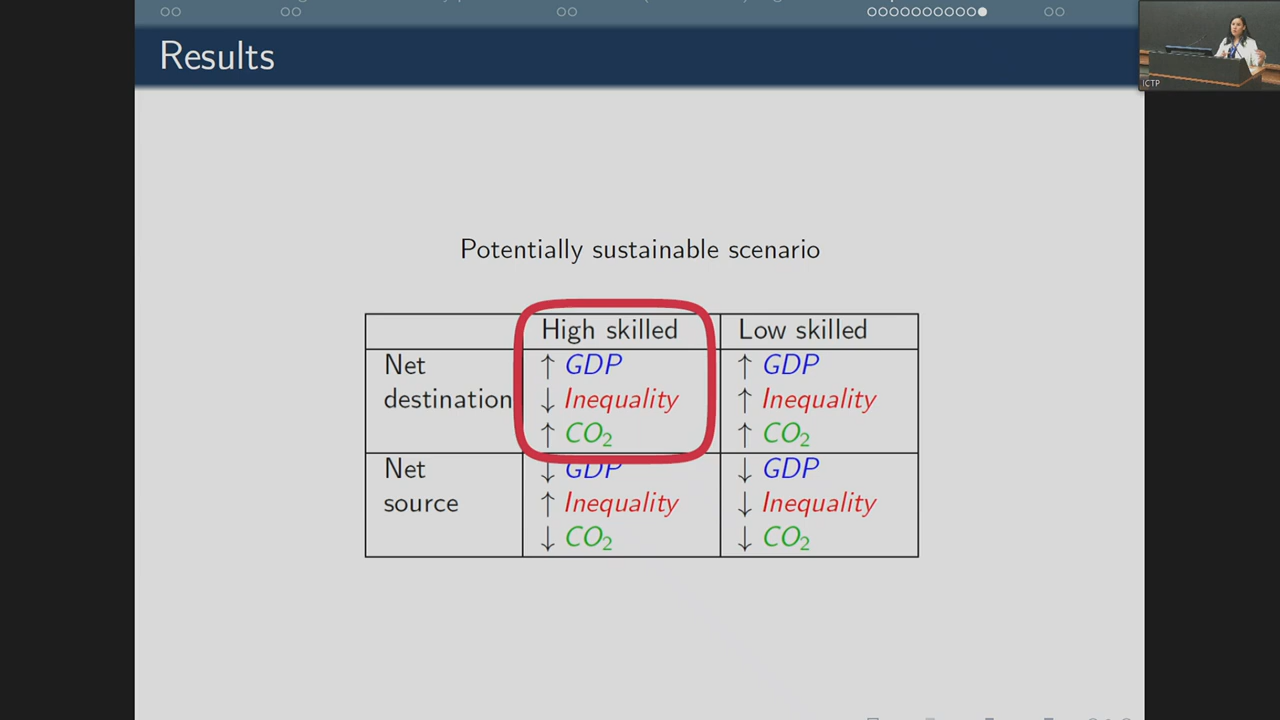 Results
ICTP
Potentially sustainable scenario
High skilled Low skilled
Net ↑ GDP ↑ GDP
destination ↓ Inequality ↑ Inequality
↑ CO₂ ↑ CO₂
Net ↓ GDP ↓ GDP
source ↑ Inequality ↓ Inequality
↓ CO₂ ↓ CO₂